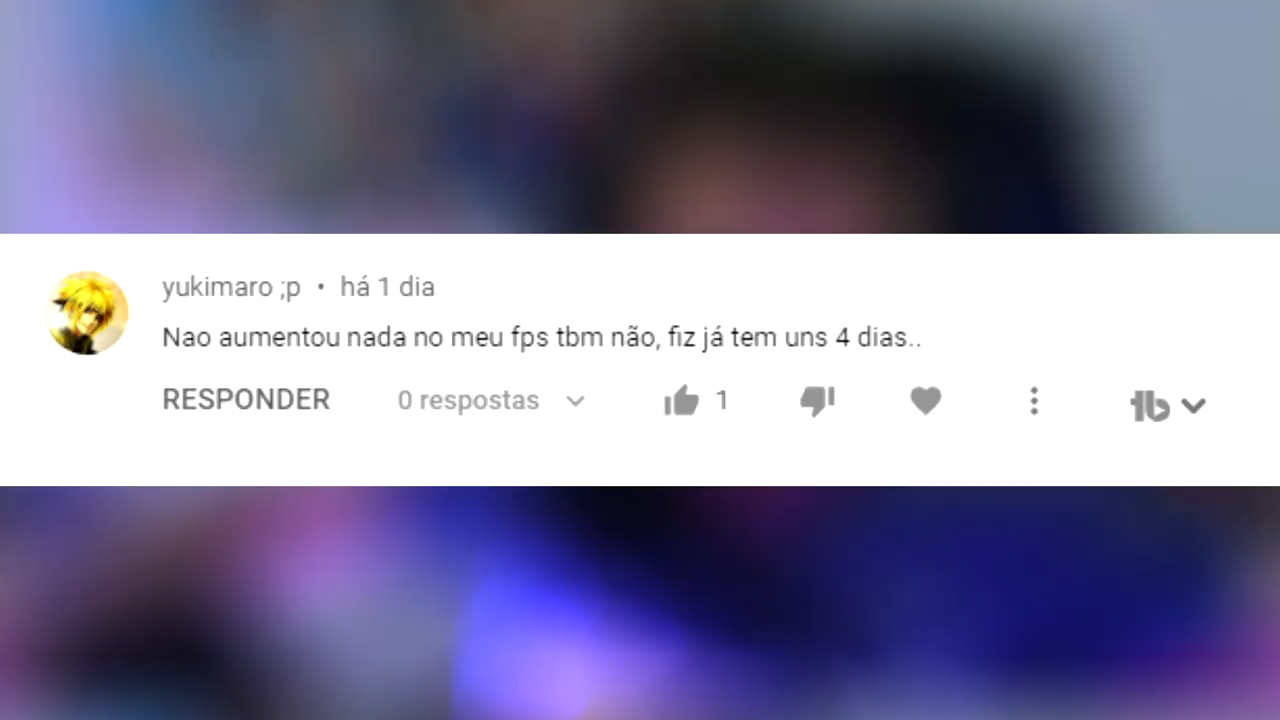 yukimaro ;p • há 1 dia
Nao aumentou nada no meu fps tbm não, fiz já tem uns 4 dias..
RESPONDER 0 respostas 1 tb